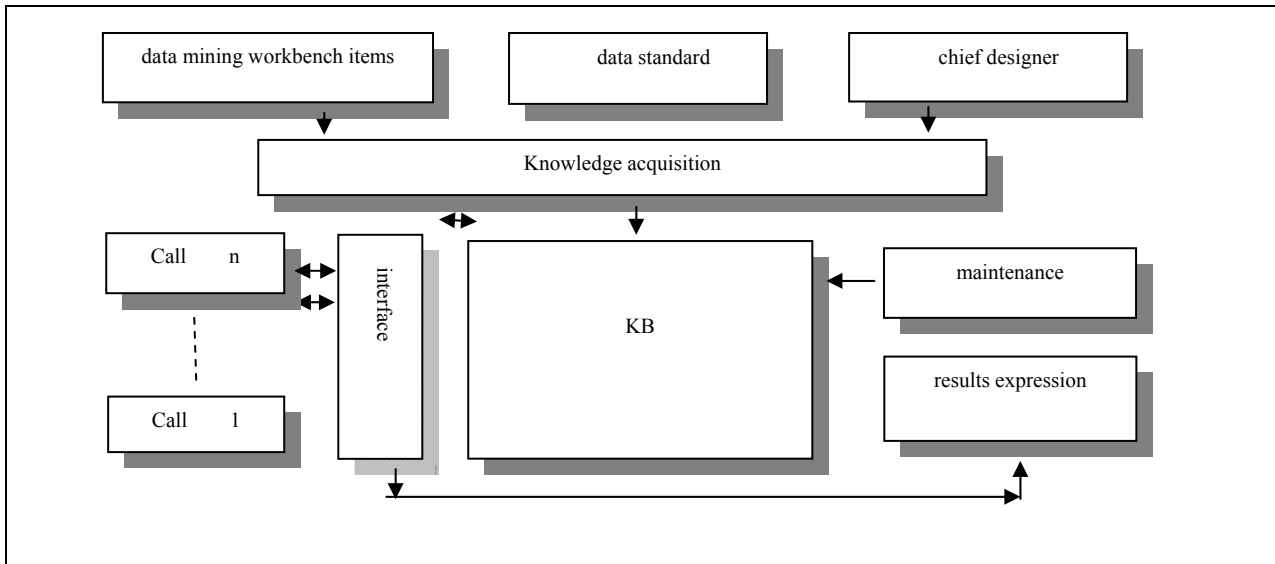 data mining workbench items
data standard
chief designer
Knowledge acquisition
Call n
interface
KB
maintenance
results expression
Call 1